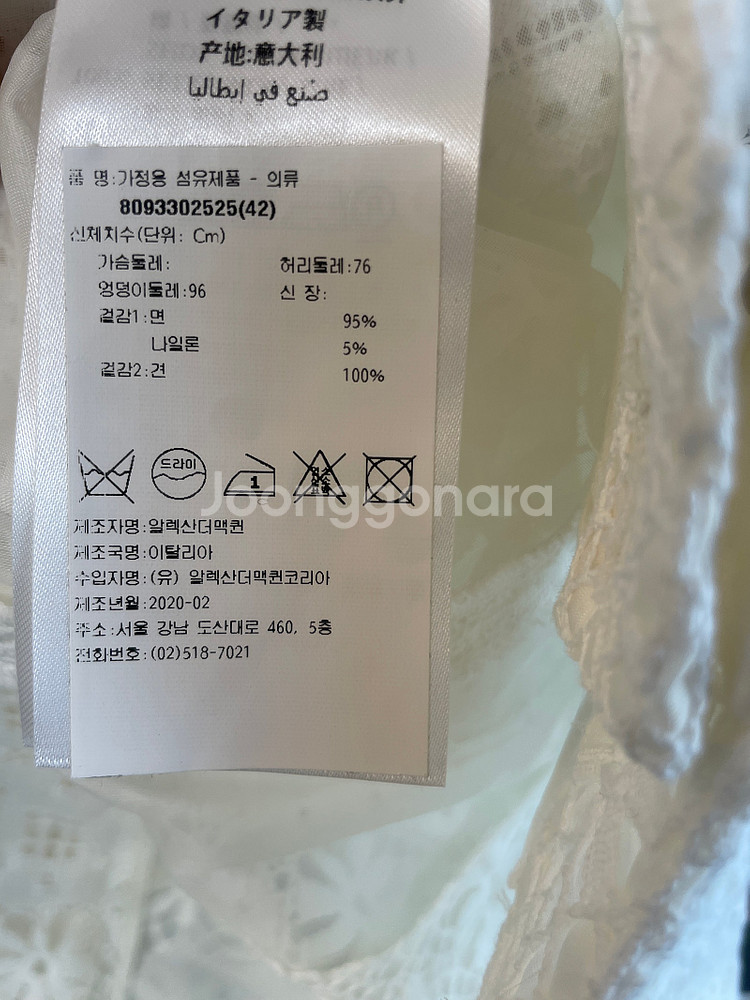 イタリア製
产地:意大利
صنع في إيطاليا
품 명:가정용 섬유제품 - 의류
8093302525(42)
신체치수(단위: Cm)
가슴둘레: 허리둘레:76
엉덩이둘레:96 신 장:
겉감1:면 95%
나일론 5%
겉감2:견 100%
드라이
1
Joonggonara
제조자명:알렉산더맥퀸
제조국명:이탈리아
수입자명:(유) 알렉산더맥퀸코리아
제조년월:2020-02
주소:서울 강남 도산대로 460, 5층
전화번호:(02)518-7021